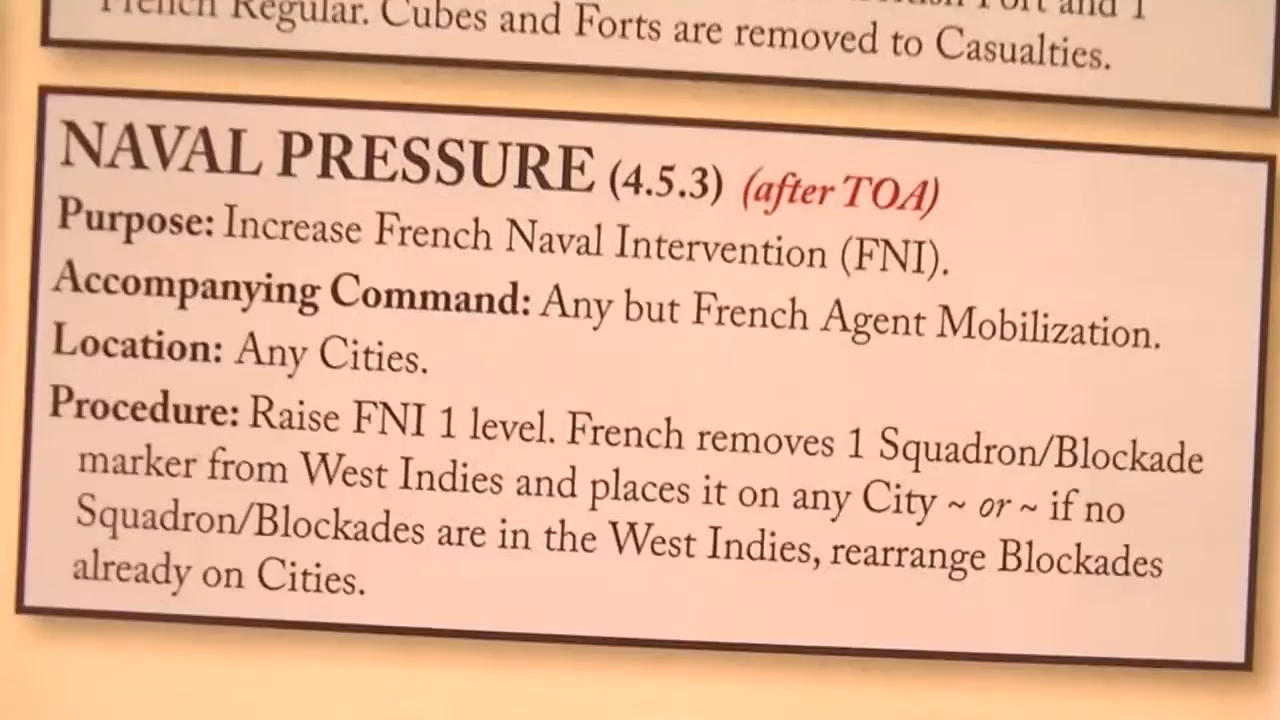 French Regular. Cubes and Forts are removed to Casualties.
NAVAL PRESSURE (4.5.3) (after TOA)
Purpose: Increase French Naval Intervention (FNI).
Accompanying Command: Any but French Agent Mobilization.
Location: Any Cities.
Procedure: Raise FNI 1 level. French removes 1 Squadron/Blockade
marker from West Indies and places it on any City ~ or ~ if no
Squadron/Blockades are in the West Indies, rearrange Blockades
already on Cities.